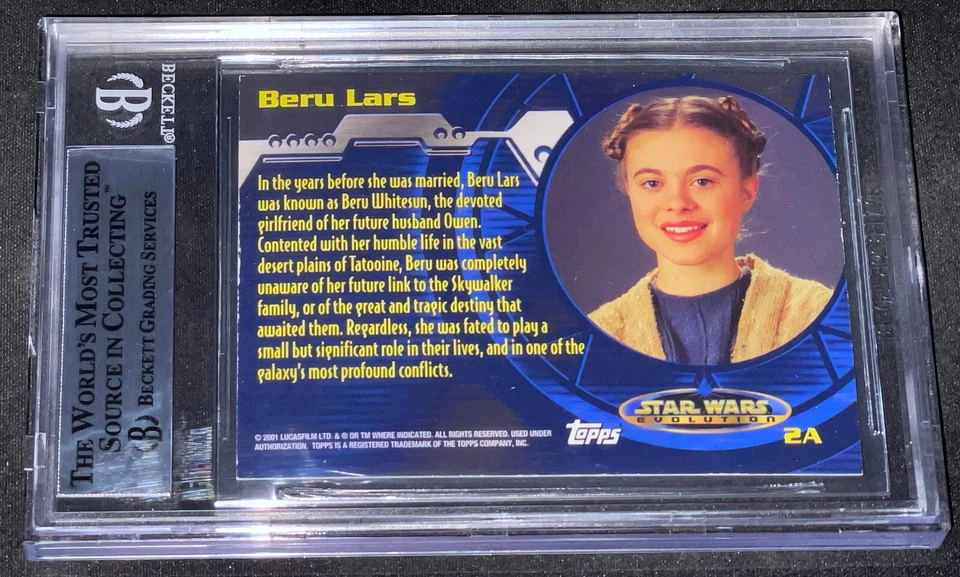 BECKETT®
THE WORLD'S MOST TRUSTED
SOURCE IN COLLECTING™
BECKETT GRADING SERVICES
Beru Lars
In the years before she was married, Beru Lars
was known as Beru Whitesun, the devoted
girlfriend of her future husband Owen.
Contented with her humble life in the vast
desert plains of Tatooine, Beru was completely
unaware of her future link to the Skywalker
family, or of the great and tragic destiny that
awaited them. Regardless, she was fated to play a
small but significant role in their lives, and in one of the
galaxy's most profound conflicts.
© 2001 LUCASFILM LTD. & ® OR TM WHERE INDICATED. ALL RIGHTS RESERVED. USED UNDER
AUTHORIZATION. TOPPS IS A REGISTERED TRADEMARK OF THE TOPPS COMPANY, INC.
Topps
STAR WARS
EVOLUTION
2A